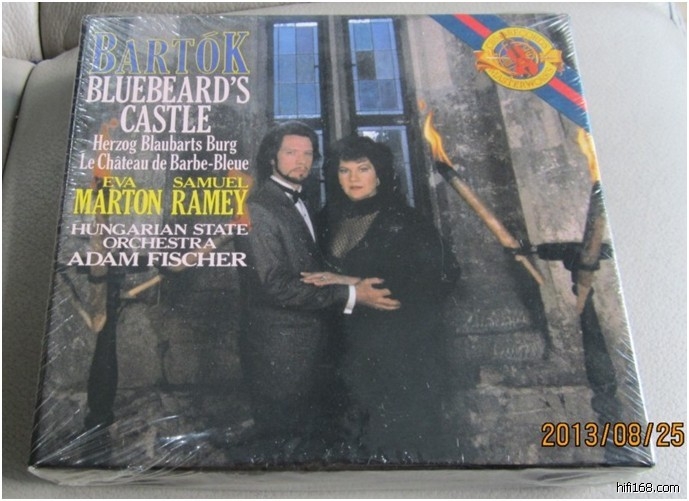 BARTÓK
BLUEBEARD'S
CASTLE
Herzog Blaubarts Burg
Le Château de Barbe-Bleue
EVA SAMUEL
MARTON RAMEY
HUNGARIAN STATE
ORCHESTRA
ADAM FISCHER
MASTERWORKS
2013/08/25
hifi168.com